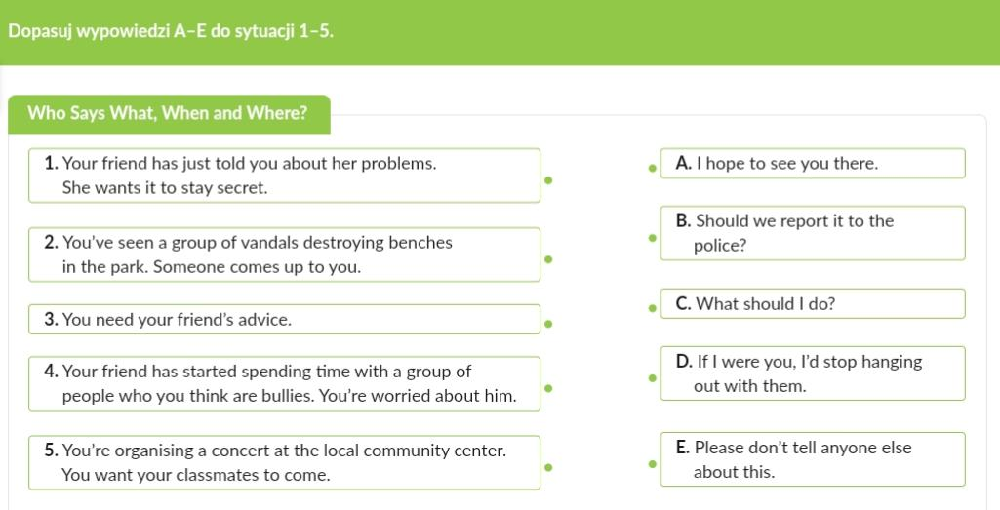 Dopasuj wypowiedzi A–E do sytuacji 1–5.
Who Says What, When and Where?
1. Your friend has just told you about her problems.
She wants it to stay secret.
2. You've seen a group of vandals destroying benches
in the park. Someone comes up to you.
3. You need your friend's advice.
4. Your friend has started spending time with a group of
people who you think are bullies. You're worried about him.
5. You're organising a concert at the local community center.
You want your classmates to come.
A. I hope to see you there.
B. Should we report it to the
police?
C. What should I do?
D. If I were you, I'd stop hanging
out with them.
E. Please don't tell anyone else
about this.